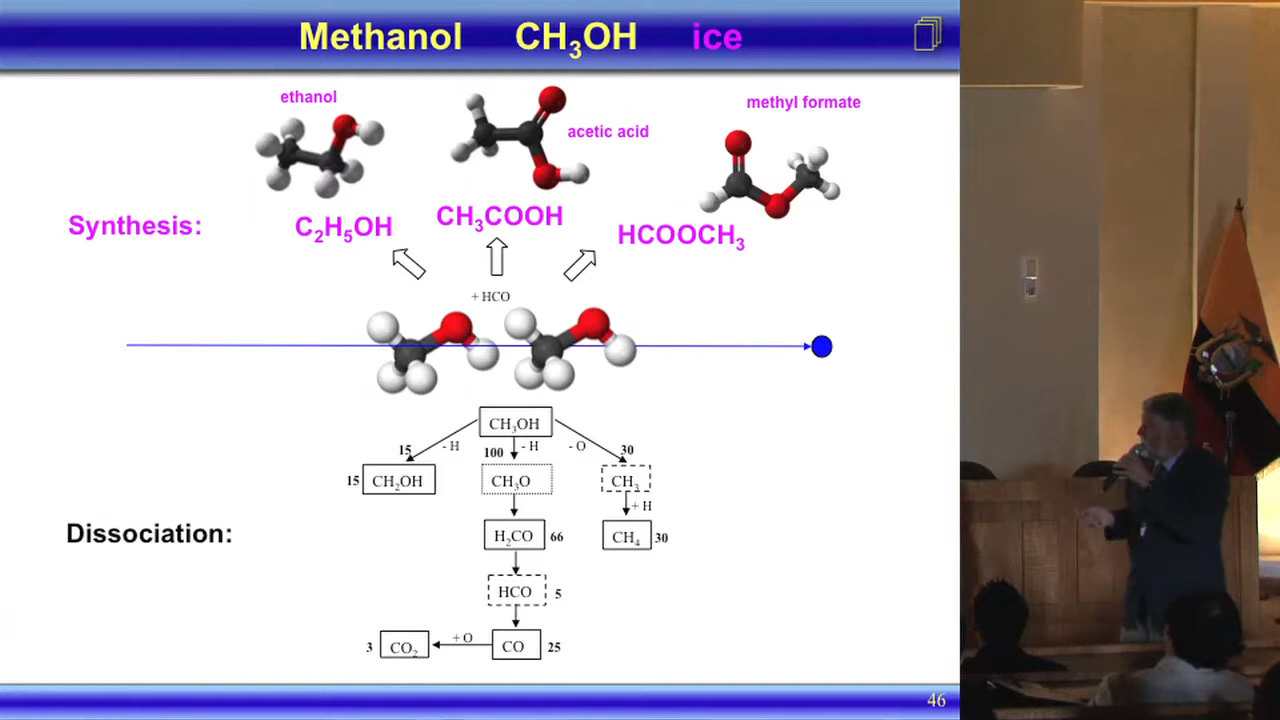 Methanol CH₃OH ice
ethanol
acetic acid
methyl formate
Synthesis:
C₂H₅OH
CH₃COOH
HCOOCH₃
+ HCO
CH₃OH
15 - H 100 - H - O 30
15 CH₂OH
CH₃O
CH₃
+ H
Dissociation:
H₂CO 66
CH₄ 30
HCO 5
3 CO₂ + O CO 25
46